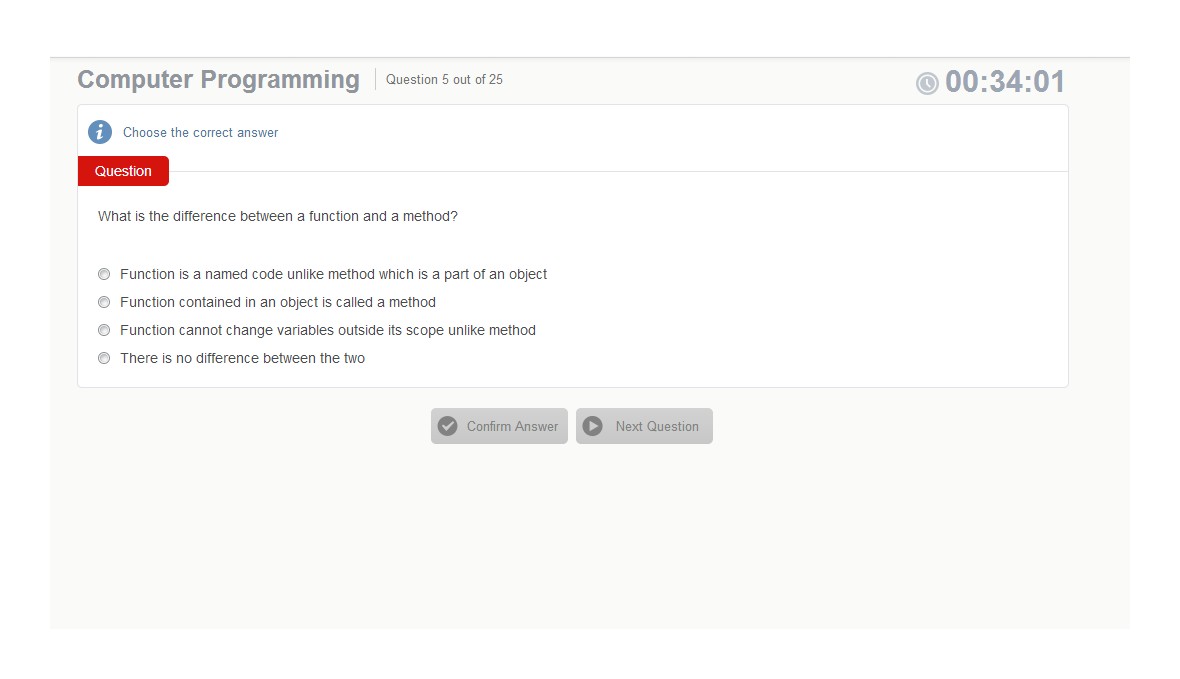 Computer Programming
Question 5 out of 25
00:34:01
Choose the correct answer
Question
What is the difference between a function and a method?
Function is a named code unlike method which is a part of an object
Function contained in an object is called a method
Function cannot change variables outside its scope unlike method
There is no difference between the two
Confirm Answer
Next Question